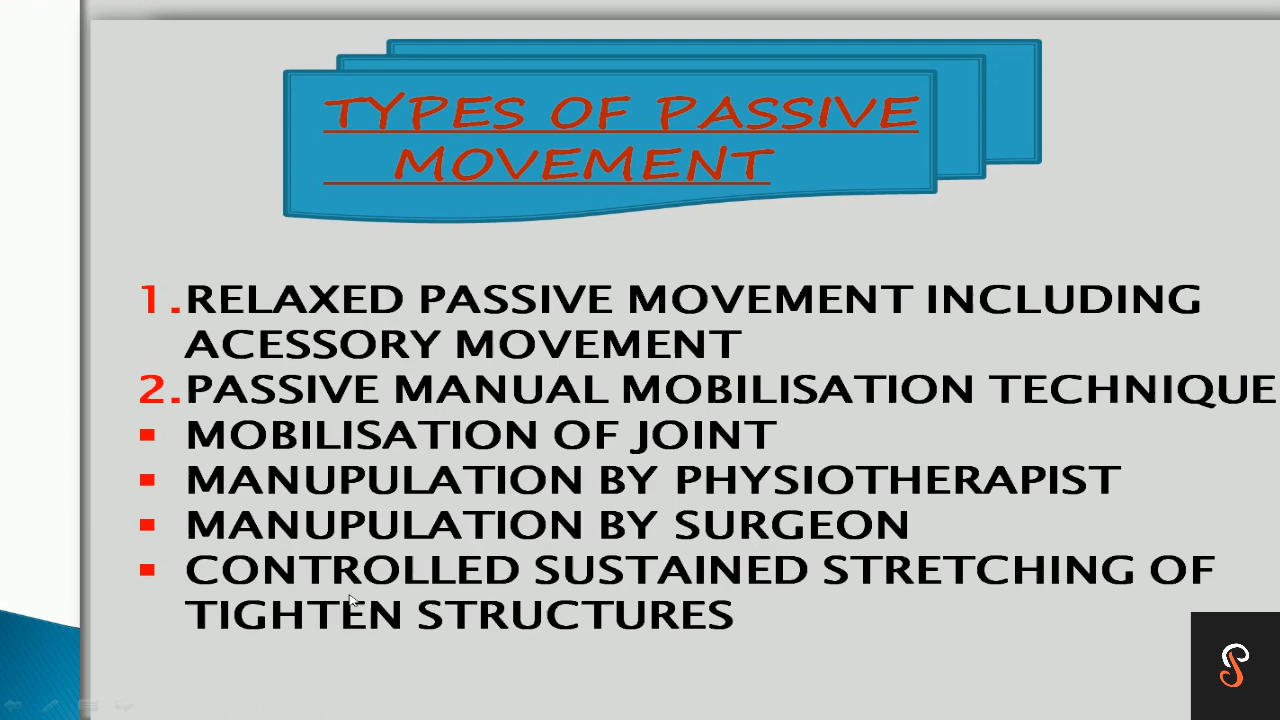 TYPES OF PASSIVE
MOVEMENT
1. RELAXED PASSIVE MOVEMENT INCLUDING
ACESSORY MOVEMENT
2. PASSIVE MANUAL MOBILISATION TECHNIQUE
▪ MOBILISATION OF JOINT
▪ MANUPULATION BY PHYSIOTHERAPIST
▪ MANUPULATION BY SURGEON
▪ CONTROLLED SUSTAINED STRETCHING OF
TIGHTEN STRUCTURES